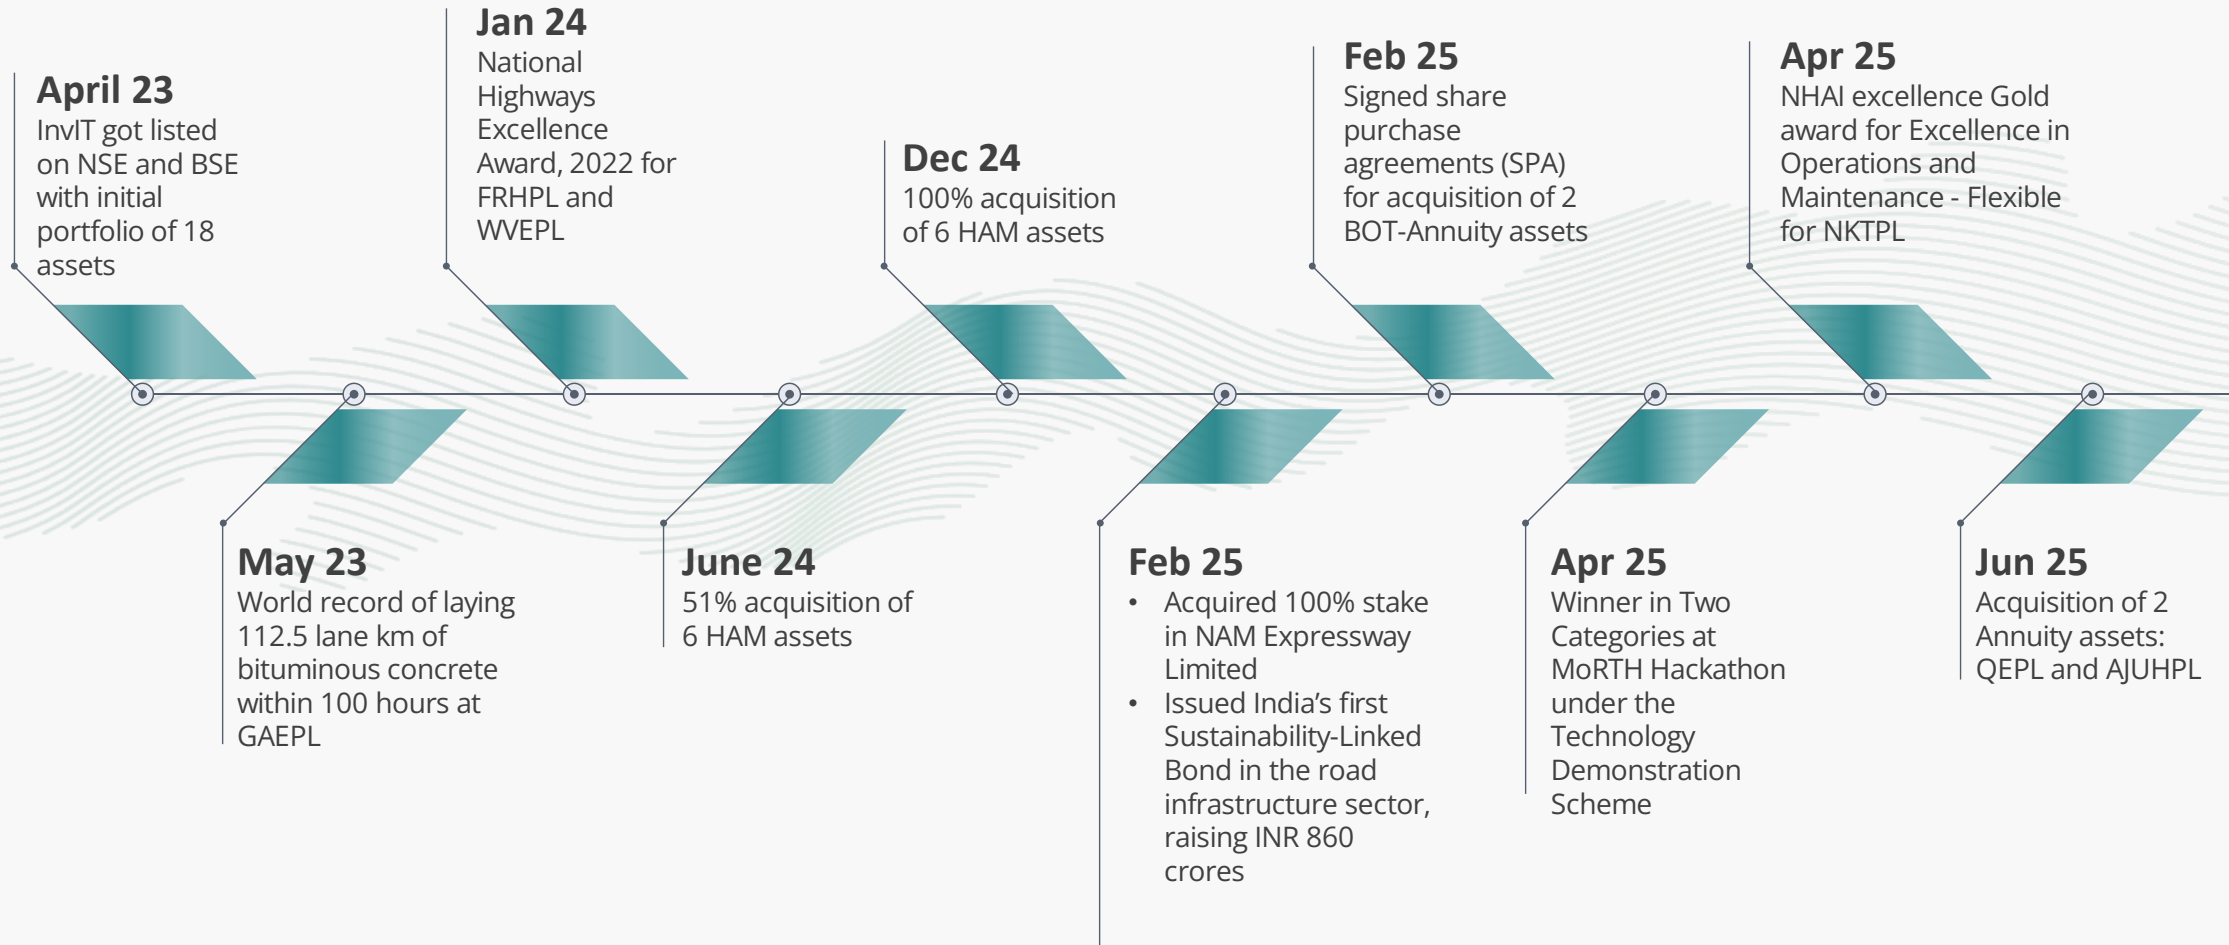 April 23
InvIT got listed
on NSE and BSE
with initial
portfolio of 18
assets
May 23
World record of laying
112.5 lane km of
bituminous concrete
within 100 hours at
GAEPL
Jan 24
National
Highways
Excellence
Award, 2022 for
FRHPL and
WVEPL
June 24
51% acquisition of
6 HAM assets
Dec 24
100% acquisition
of 6 HAM assets
Feb 25
• Acquired 100% stake
in NAM Expressway
Limited
• Issued India’s first
Sustainability-Linked
Bond in the road
infrastructure sector,
raising INR 860
crores
Feb 25
Signed share
purchase
agreements (SPA)
for acquisition of 2
BOT-Annuity assets
Apr 25
Winner in Two
Categories at
MoRTH Hackathon
under the
Technology
Demonstration
Scheme
Apr 25
NHAI excellence Gold
award for Excellence in
Operations and
Maintenance - Flexible
for NKTPL
Jun 25
Acquisition of 2
Annuity assets:
QEPL and AJUHPL